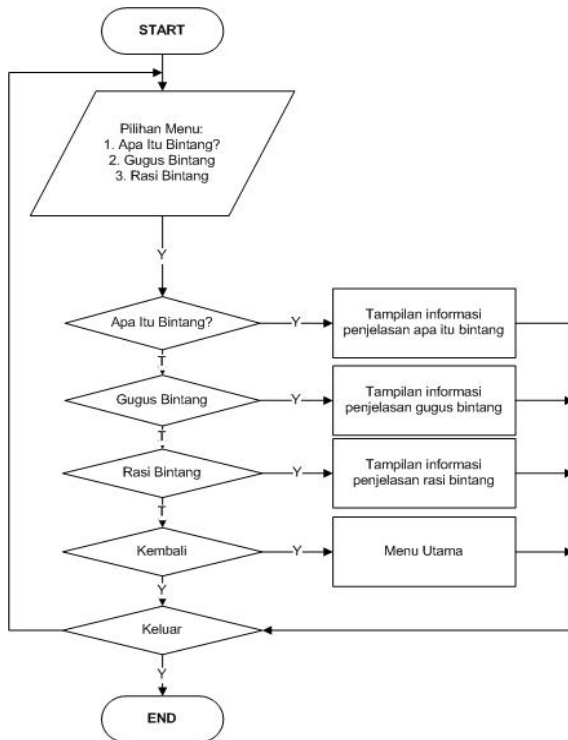 START
Pilihan Menu:
1. Apa Itu Bintang?
2. Gugus Bintang
3. Rasi Bintang
Y
Apa Itu Bintang?
Y
Tampilan informasi
penjelasan apa itu bintang
T
Gugus Bintang
Y
Tampilan informasi
penjelasan gugus bintang
T
Rasi Bintang
Y
Tampilan informasi
penjelasan rasi bintang
T
Kembali
Y
Menu Utama
Y
Keluar
Y
END